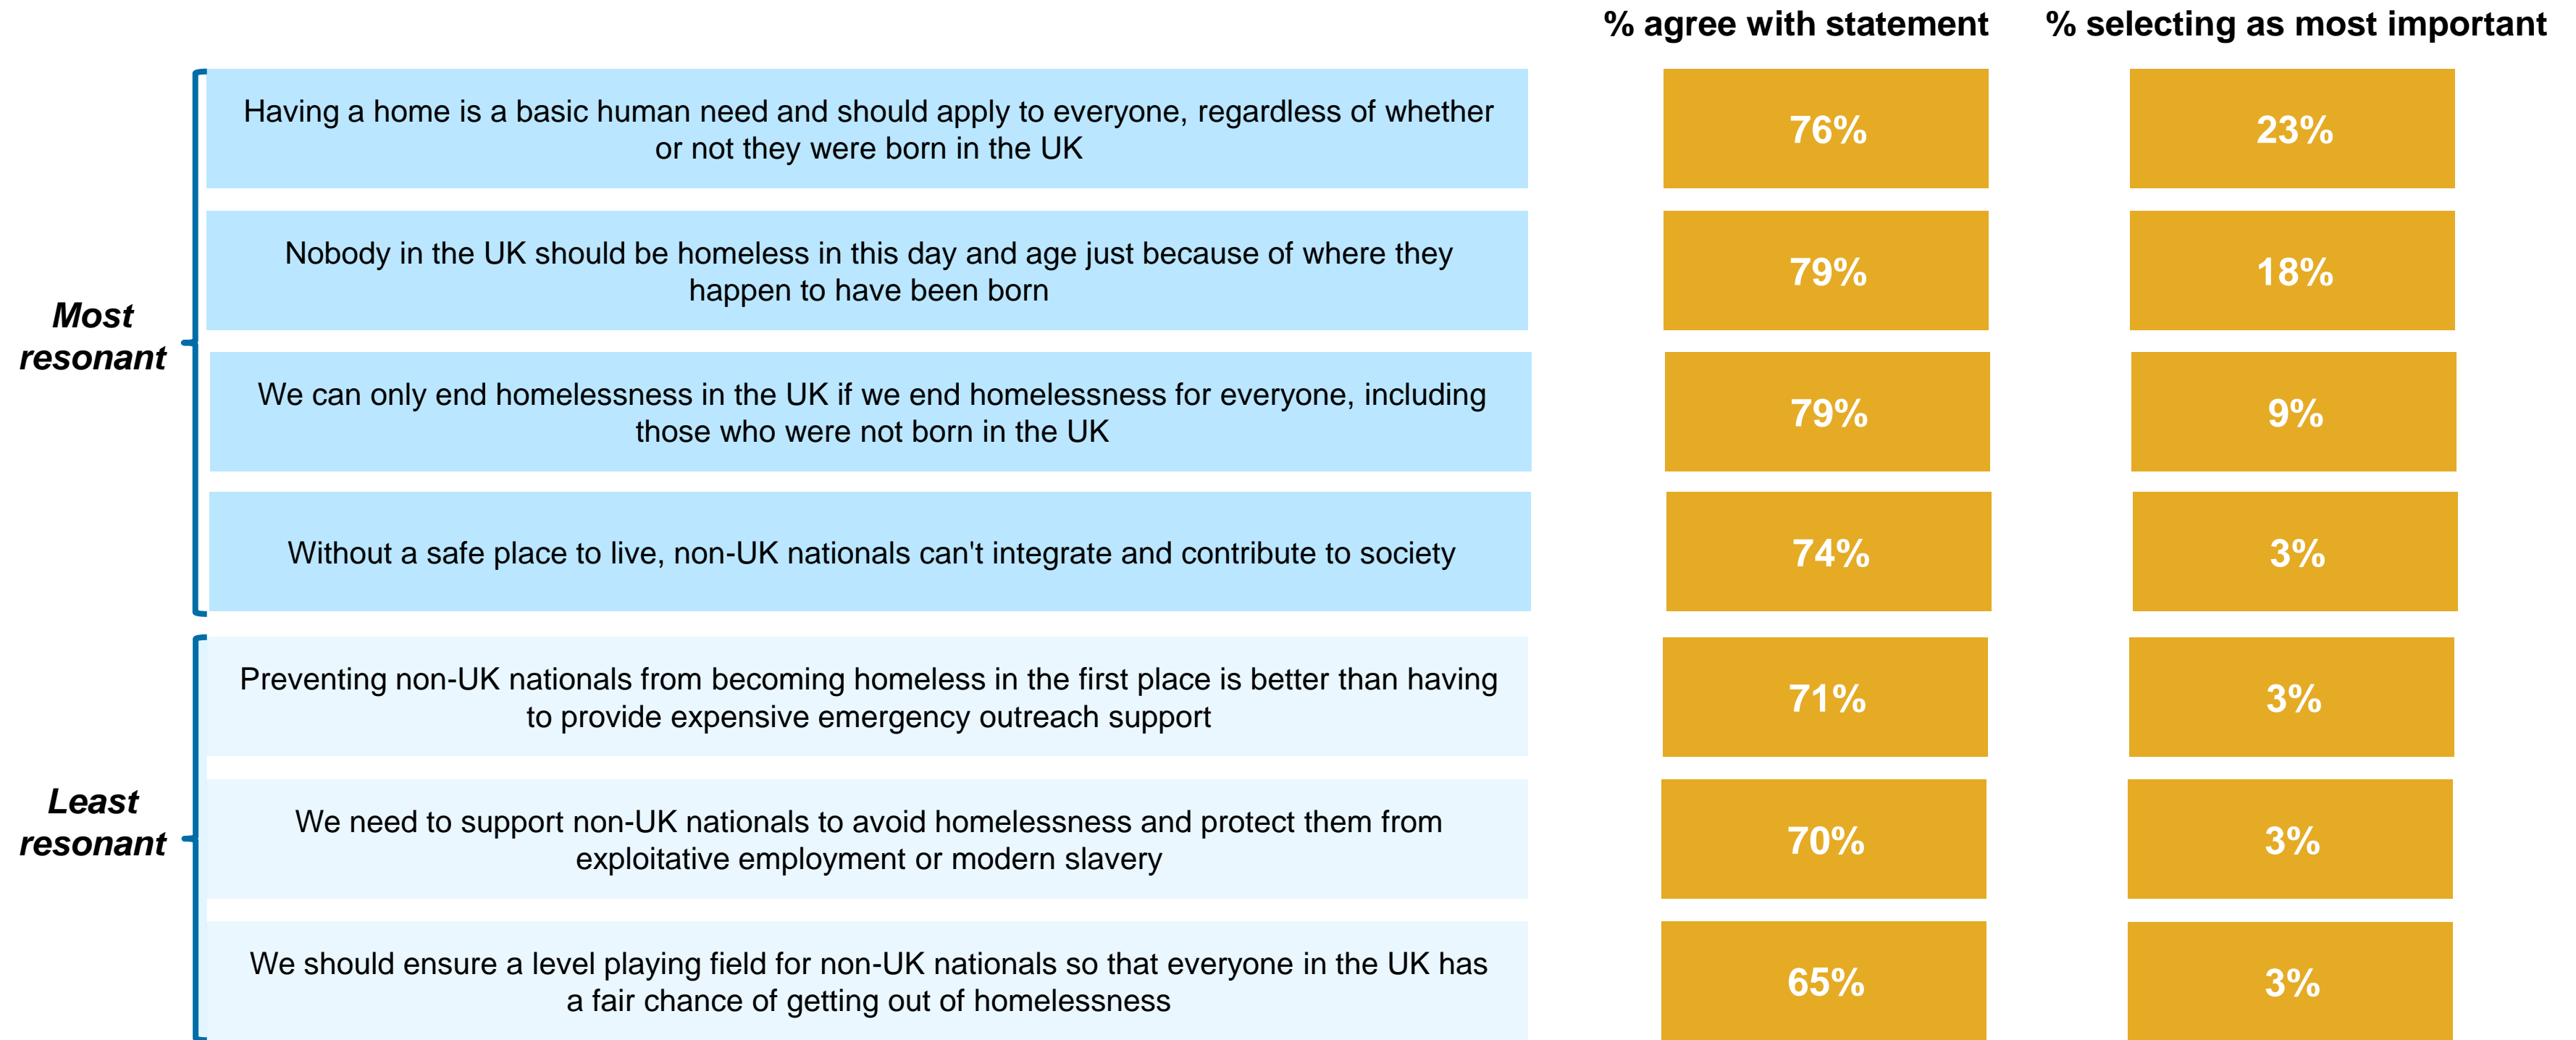 % agree with statement % selecting as most important
Having a home is a basic human need and should apply to everyone, regardless of whether
or not they were born in the UK
76% 23%
Nobody in the UK should be homeless in this day and age just because of where they
happen to have been born
79% 18%
Most
resonant
We can only end homelessness in the UK if we end homelessness for everyone, including
those who were not born in the UK
79% 9%
Without a safe place to live, non-UK nationals can't integrate and contribute to society
74% 3%
Preventing non-UK nationals from becoming homeless in the first place is better than having
to provide expensive emergency outreach support
71% 3%
Least
resonant
We need to support non-UK nationals to avoid homelessness and protect them from
exploitative employment or modern slavery
70% 3%
We should ensure a level playing field for non-UK nationals so that everyone in the UK has
a fair chance of getting out of homelessness
65% 3%